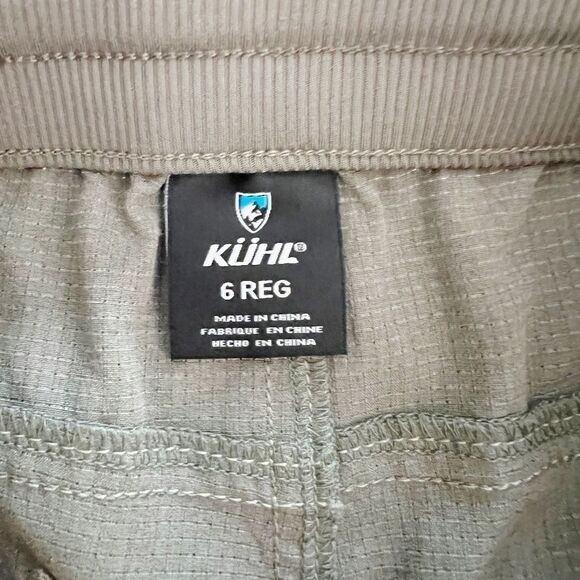 KÜHL®
6 REG
MADE IN CHINA
FABRIQUE EN CHINE
HECHO EN CHINA